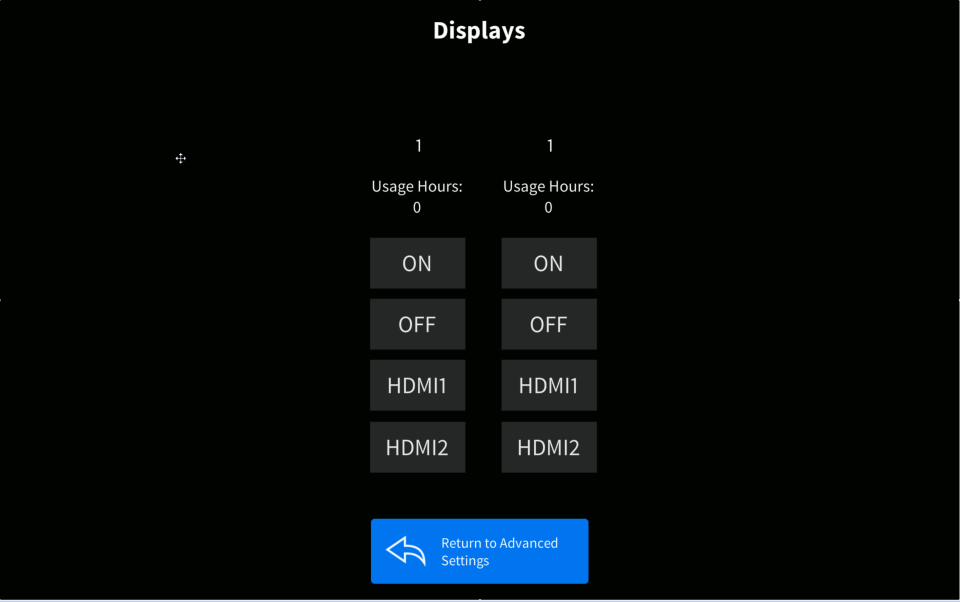 Displays
1
1
Usage Hours:
0
Usage Hours:
0
ON
ON
OFF
OFF
HDMI1
HDMI1
HDMI2
HDMI2
Return to Advanced
Settings